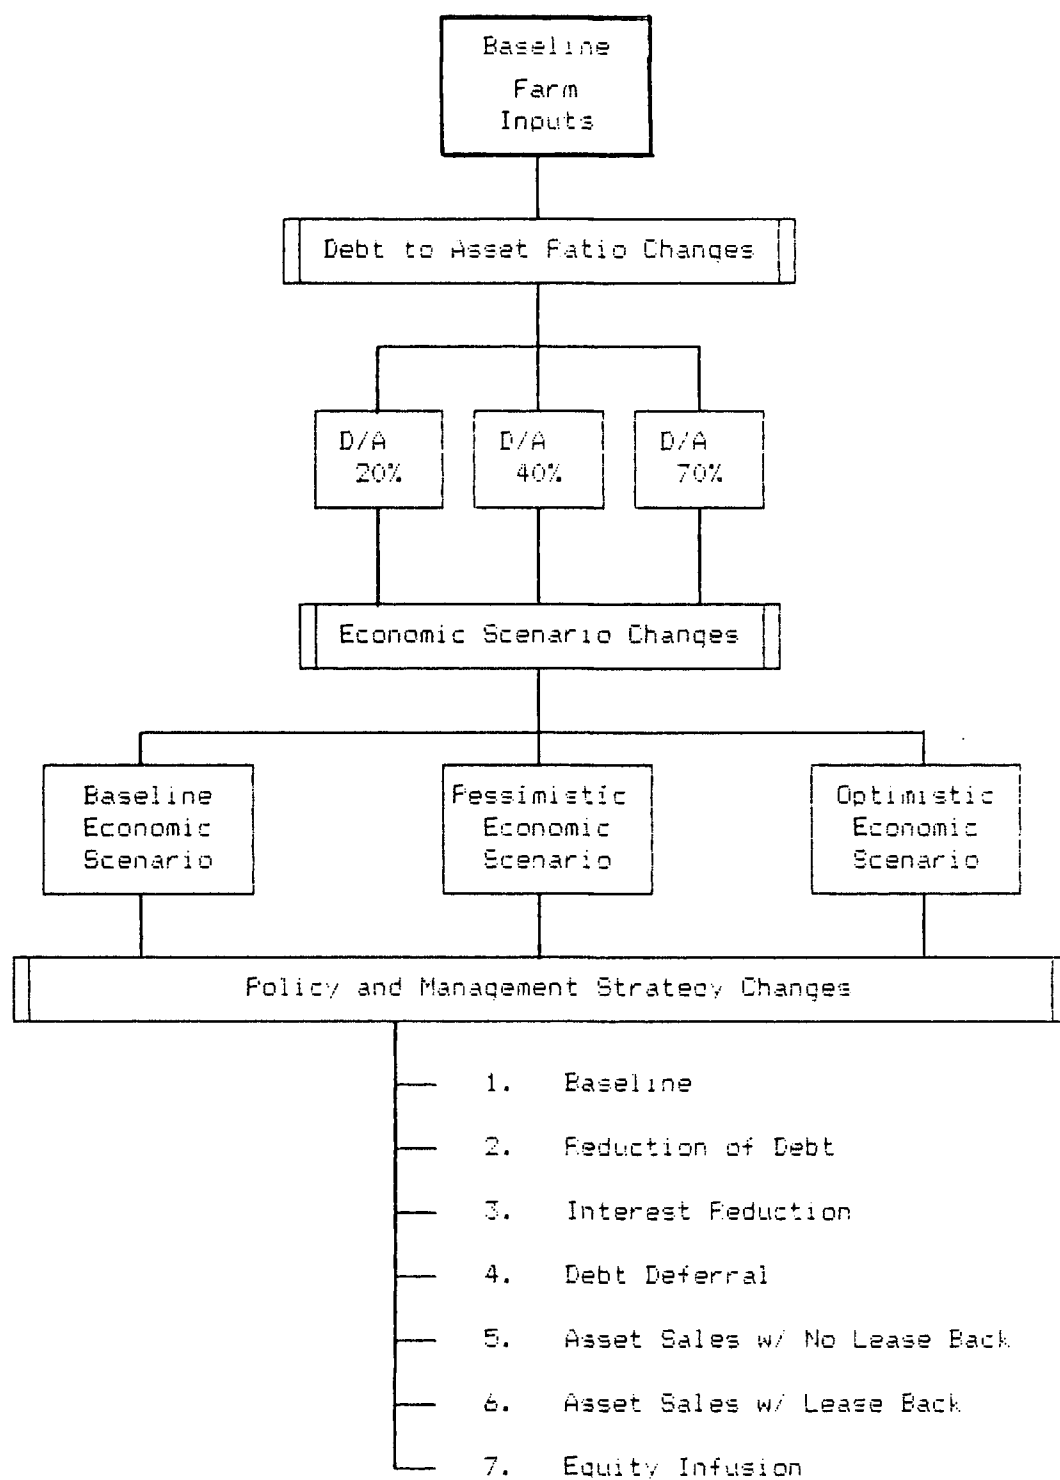 Baseline
Farm
Inputs
Debt to Asset Ratio Changes
D/A
20%
D/A
40%
D/A
70%
Economic Scenario Changes
Baseline
Economic
Scenario
Pessimistic
Economic
Scenario
Optimistic
Economic
Scenario
Policy and Management Strategy Changes
1. Baseline
2. Reduction of Debt
3. Interest Reduction
4. Debt Deferral
5. Asset Sales w/ No Lease Back
6. Asset Sales w/ Lease Back
7. Equity Infusion